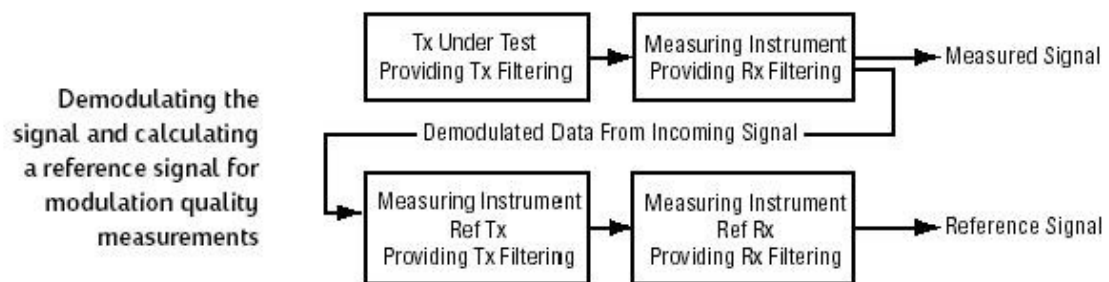 Demodulating the
signal and calculating
a reference signal for
modulation quality
measurements
Tx Under Test
Providing Tx Filtering
Measuring Instrument
Providing Rx Filtering
Measured Signal
Demodulated Data From Incoming Signal
Measuring Instrument
Ref Tx
Providing Tx Filtering
Measuring Instrument
Ref Rx
Providing Rx Filtering
Reference Signal